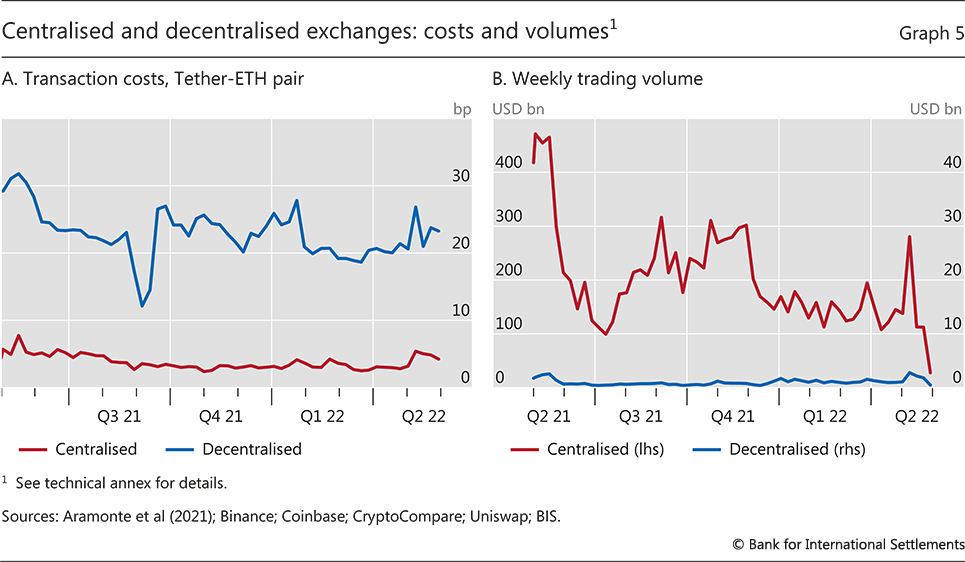 Centralised and decentralised exchanges: costs and volumes1
Graph 5
A. Transaction costs, Tether-ETH pair
bp
30
20
10
0
Q3 21 Q4 21 Q1 22 Q2 22
Centralised Decentralised
B. Weekly trading volume
USD bn USD bn
400 40
300 30
200 20
100 10
0 0
Q2 21 Q3 21 Q4 21 Q1 22 Q2 22
Centralised (lhs) Decentralised (rhs)
1 See technical annex for details.
Sources: Aramonte et al (2021); Binance; Coinbase; CryptoCompare; Uniswap; BIS.
© Bank for International Settlements